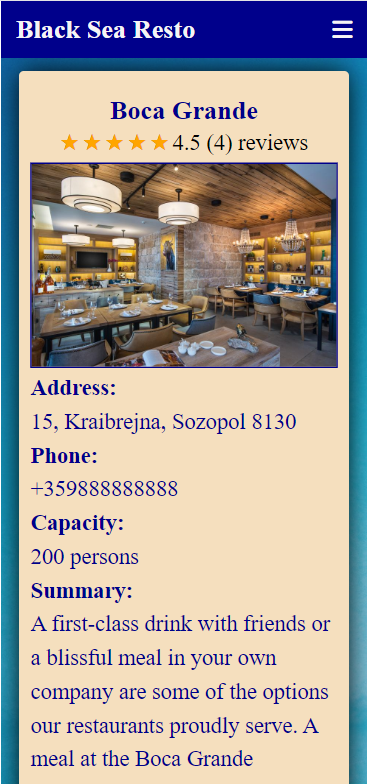 Black Sea Resto
Boca Grande
4.5 (4) reviews
Address:
15, Kraibrejna, Sozopol 8130
Phone:
+359888888888
Capacity:
200 persons
Summary:
A first-class drink with friends or
a blissful meal in your own
company are some of the options
our restaurants proudly serve. A
meal at the Boca Grande